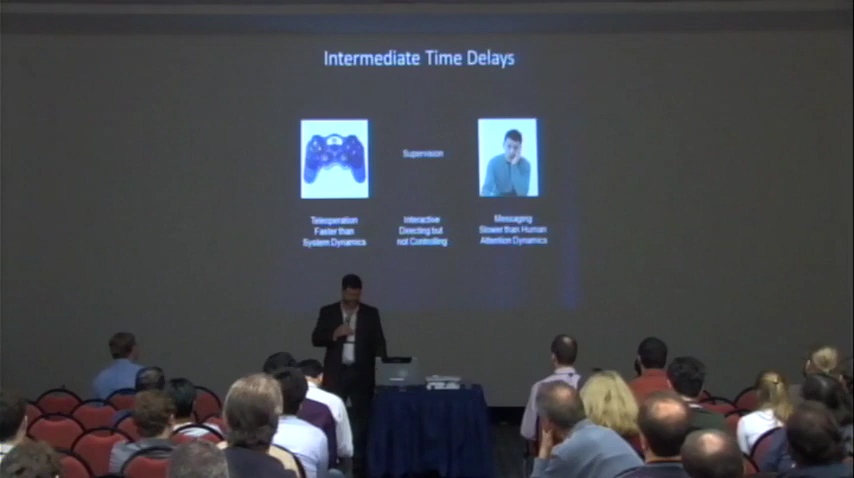 Intermediate Time Delays
Supervision
Teleoperation
Faster than
System Dynamics
Interactive
Directing but
not Controlling
Messaging
Slower than Human
Attention Dynamics